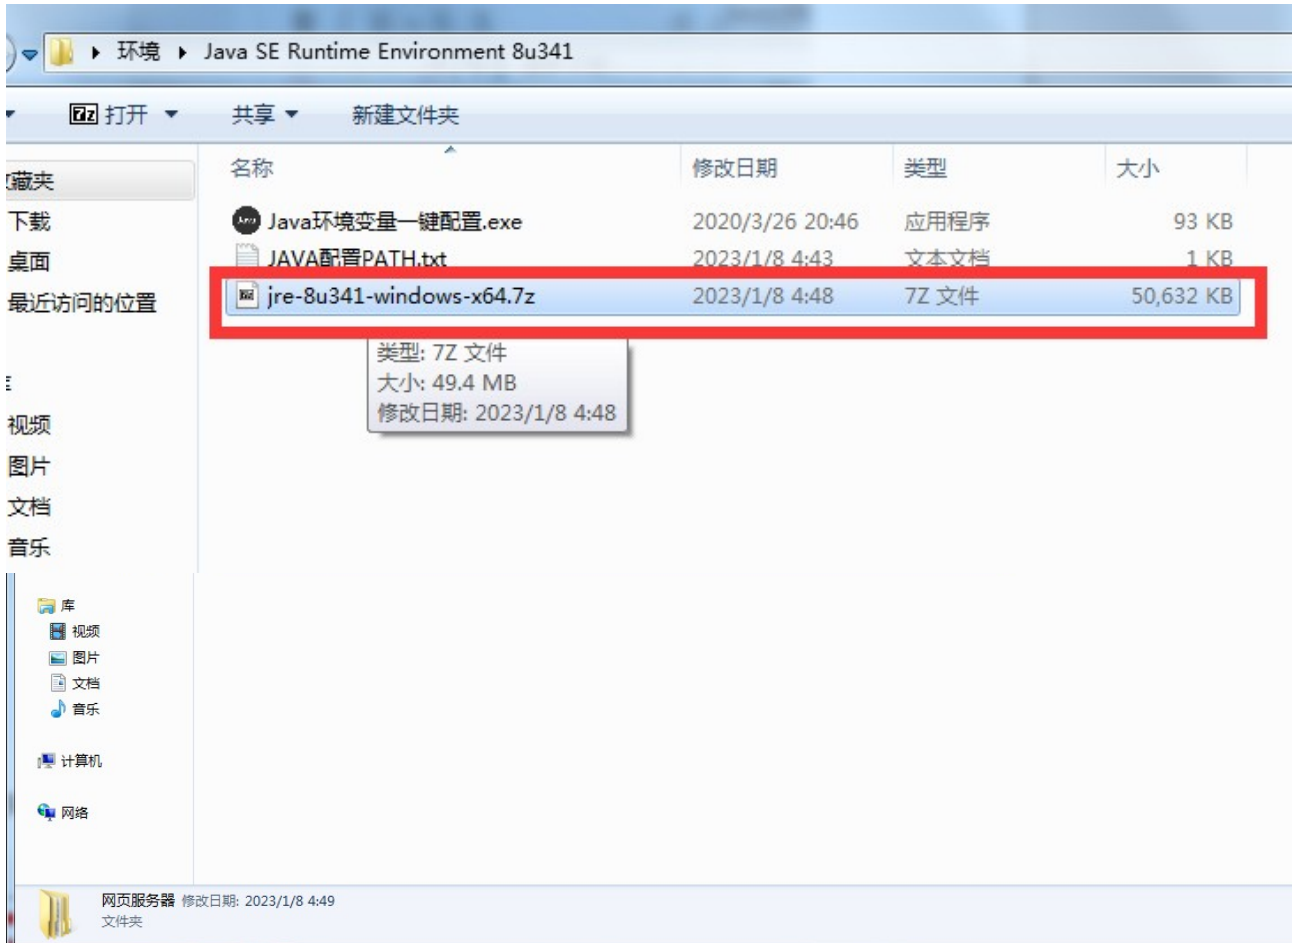 环境 Java SE Runtime Environment 8u341
打开 共享 新建文件夹
名称 修改日期 类型 大小
藏夹
下载
桌面
最近访问的位置
Java环境变量一键配置.exe 2020/3/26 20:46 应用程序 93 KB
JAVA配置PATH.txt 2023/1/8 4:43 文本文档 1 KB
jre-8u341-windows-x64.7z 2023/1/8 4:48 7Z 文件 50,632 KB
类型: 7Z 文件
大小: 49.4 MB
修改日期: 2023/1/8 4:48
视频
图片
文档
音乐
库
视频
图片
文档
音乐
计算机
网络
网页服务器 修改日期: 2023/1/8 4:49
文件夹